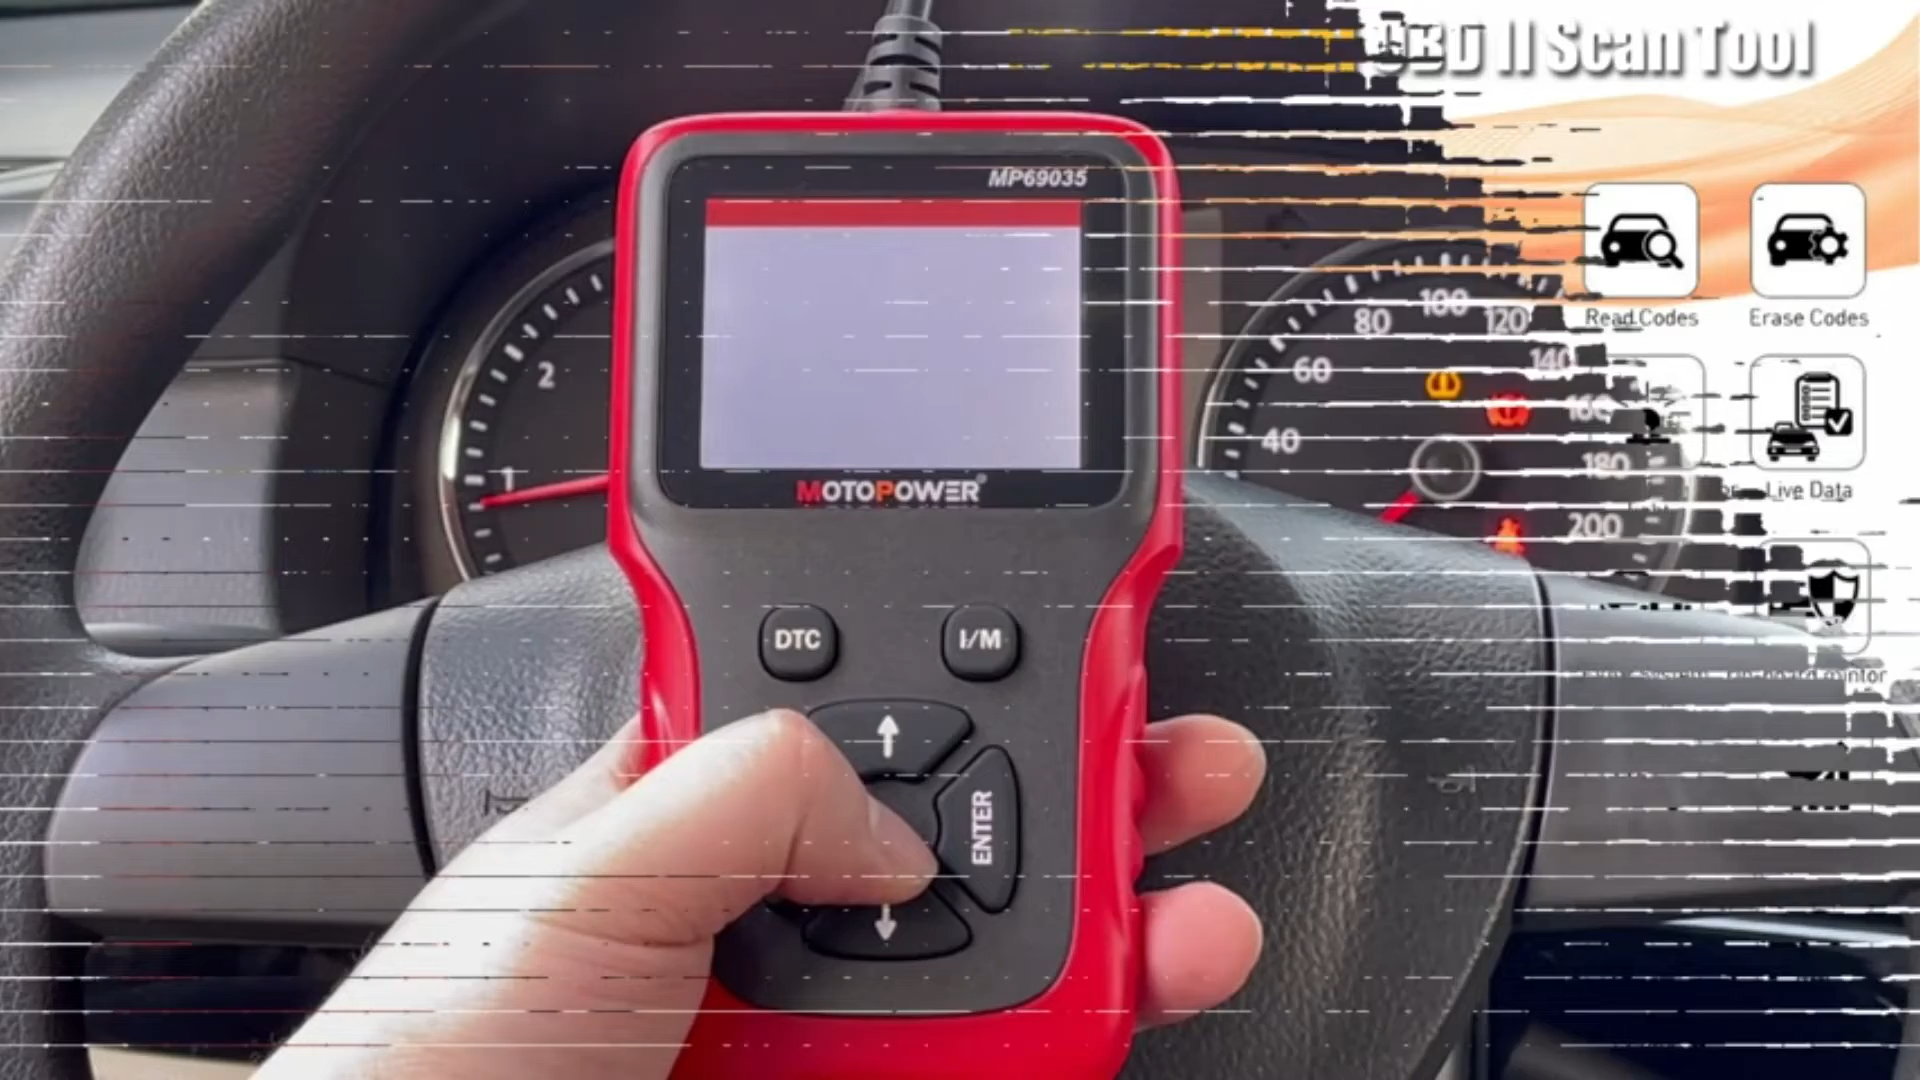 OBD II Scan Tool
MP69035
Read Codes
Erase Codes
2
1
100
80
120
60
140
40
160
180
200
Live Data
MOTOPOWER®
DTC
I/M
ENTER